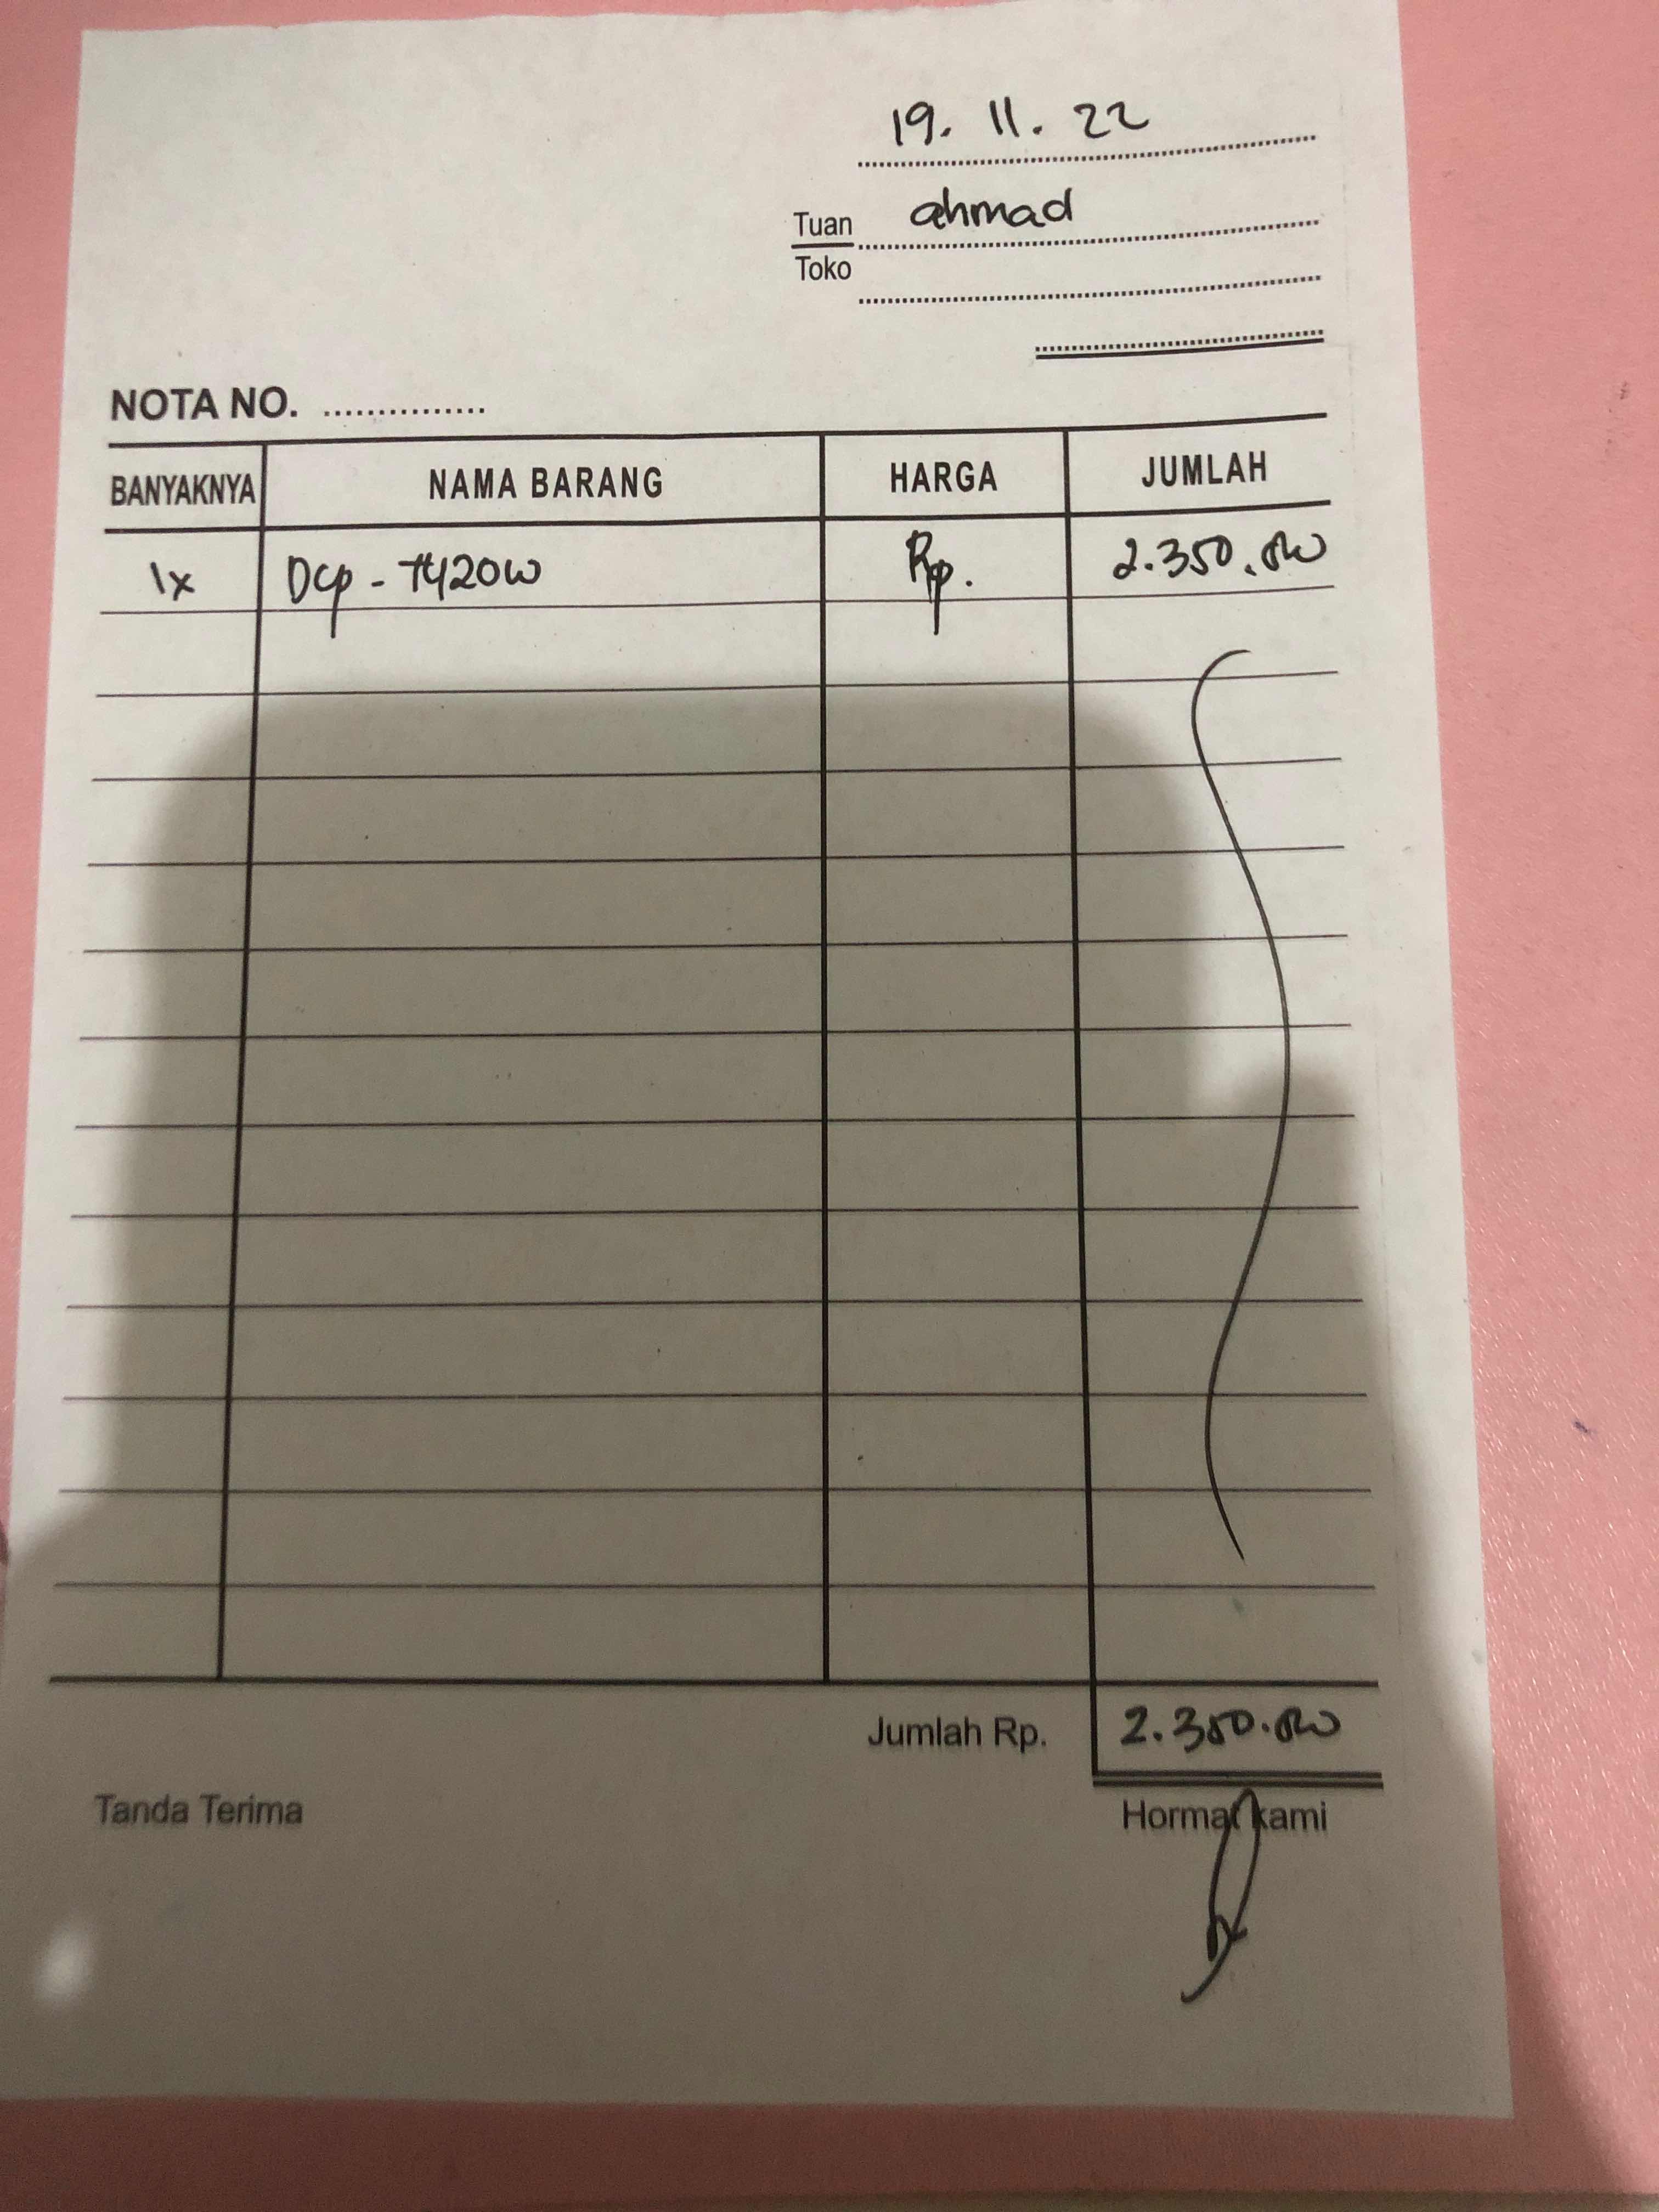 19. 11. 22
Tuan ahmad
Toko
NOTA NO. ...............
BANYAKNYA NAMA BARANG HARGA JUMLAH
1x Dcp - T420W Rp. 2.350.000
Jumlah Rp. 2.350.000
Tanda Terima Hormat kami